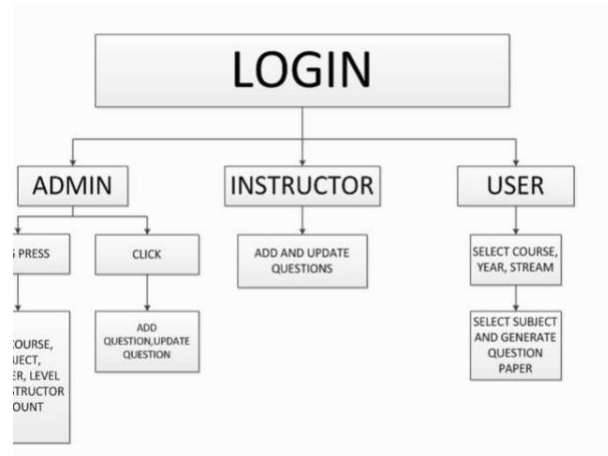 LOGIN
ADMIN
INSTRUCTOR
USER
PRESS
CLICK
ADD AND UPDATE
QUESTIONS
SELECT COURSE,
YEAR, STREAM
ADD
QUESTION,UPDATE
QUESTION
SELECT SUBJECT
AND GENERATE
QUESTION
PAPER
LEVEL